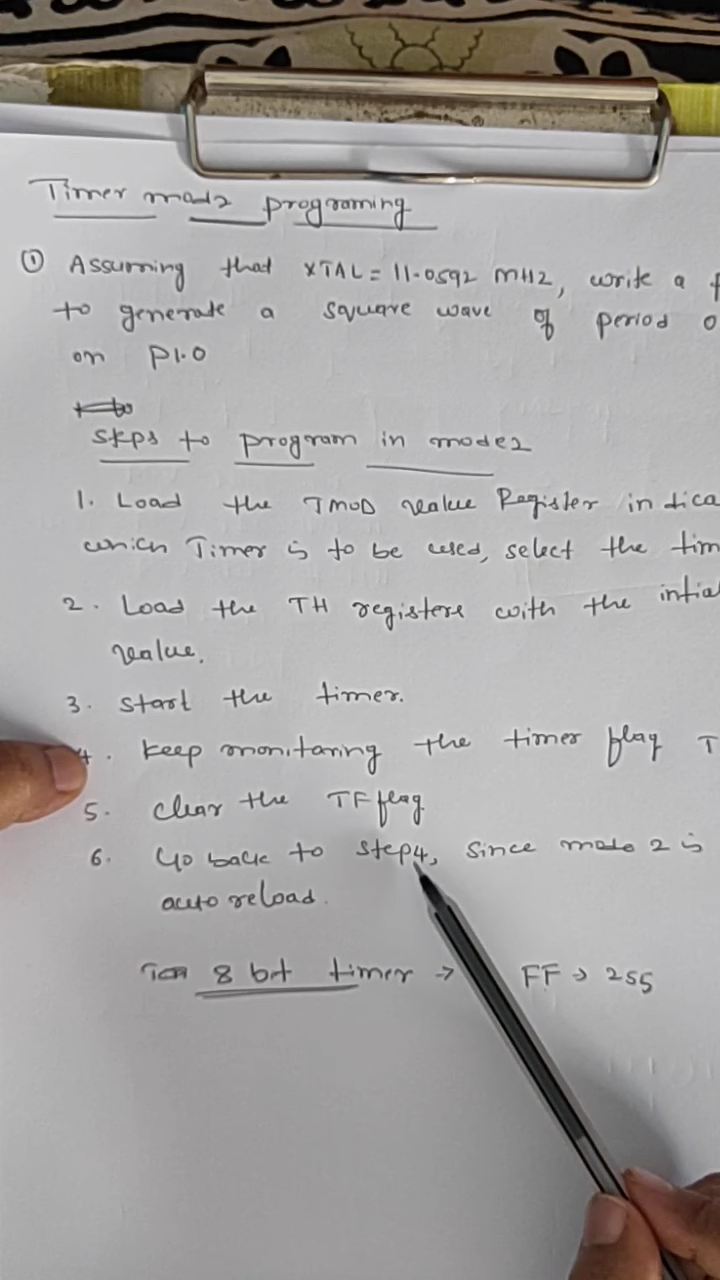 Timer mod2 programing
① Assuming that XTAL = 11.0592 MHZ, write a
to generate a square wave of period
on P1.0
Steps to program in mode2
1. Load the TMOD value Register indica
which Timer is to be used, select the tim
2. Load the TH registers with the intial
value.
3. start the timer.
4. keep monitaring the timer flag T
5. clear the TF flag
6. Go back to step4, since mode 2 is
auto reload.
8 bit timer → FF → 255